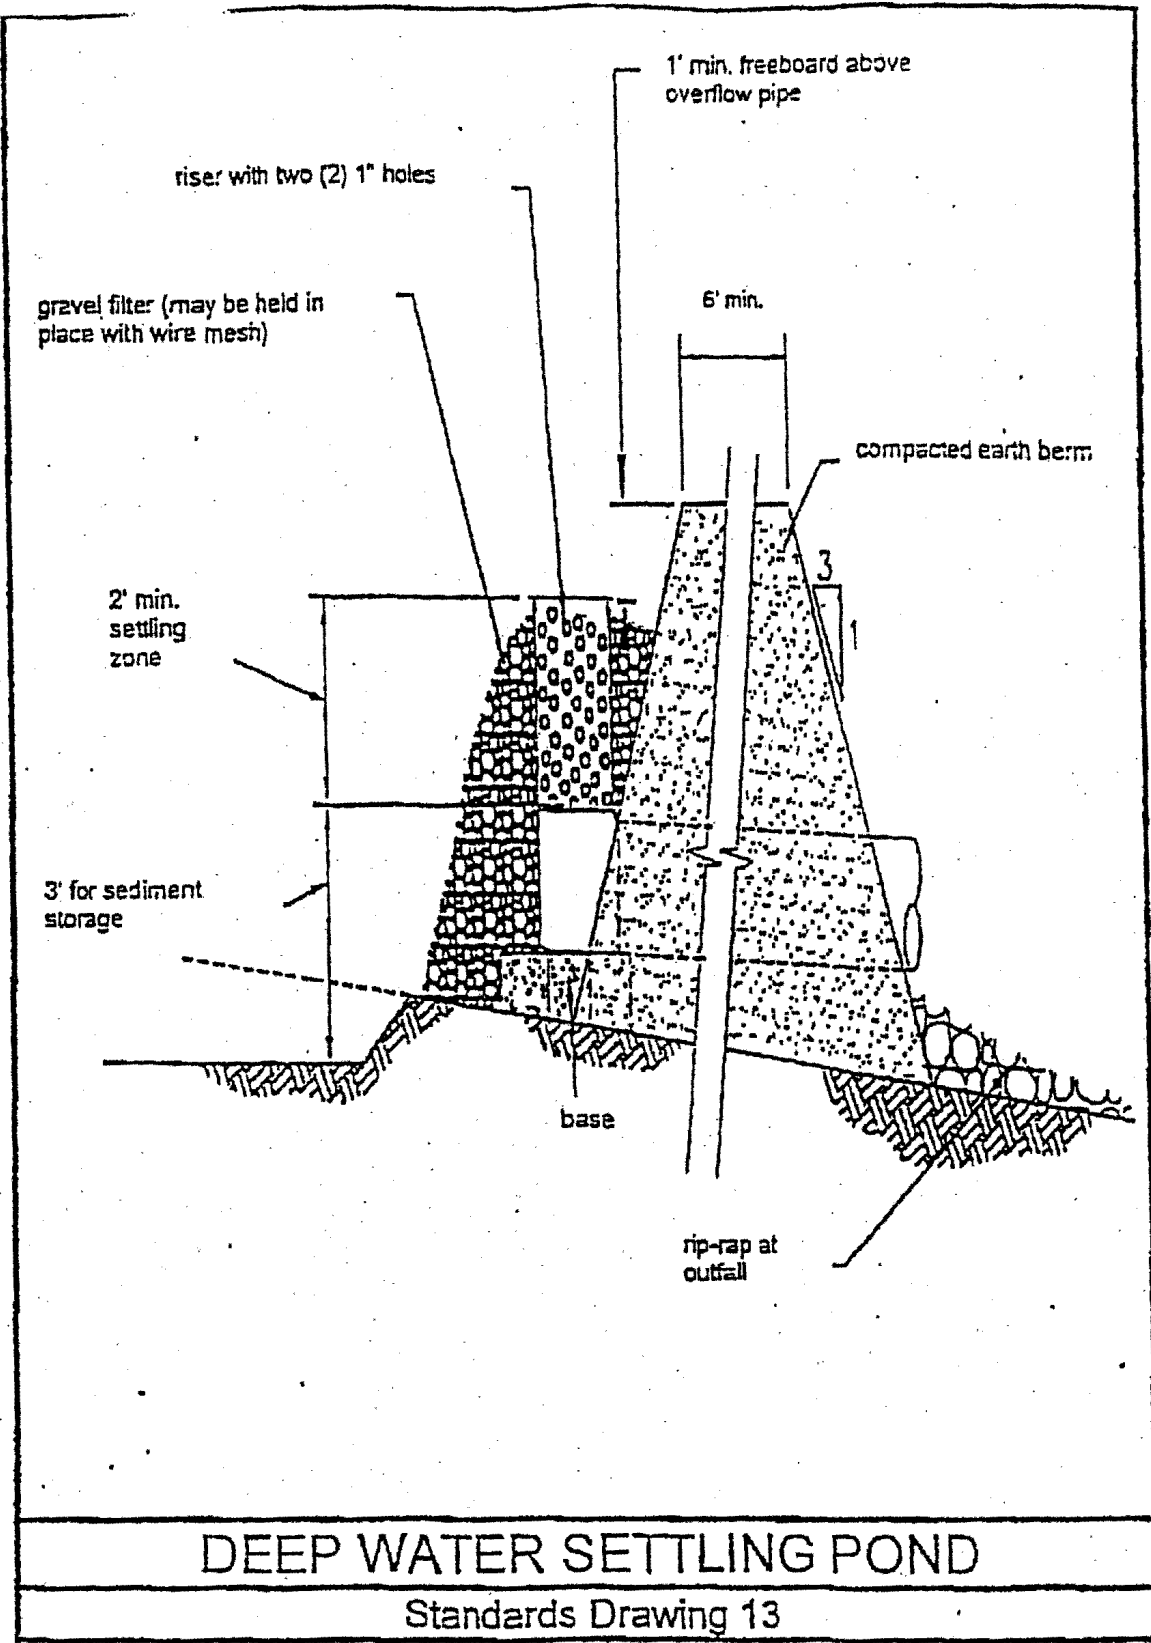 1' min. freeboard above
overflow pipe
riser with two (2) 1" holes
gravel filter (may be held in
place with wire mesh)
6' min.
compacted earth berm
3
1
2' min.
settling
zone
3' for sediment
storage
base
rip-rap at
outfall
DEEP WATER SETTLING POND
Standards Drawing 13